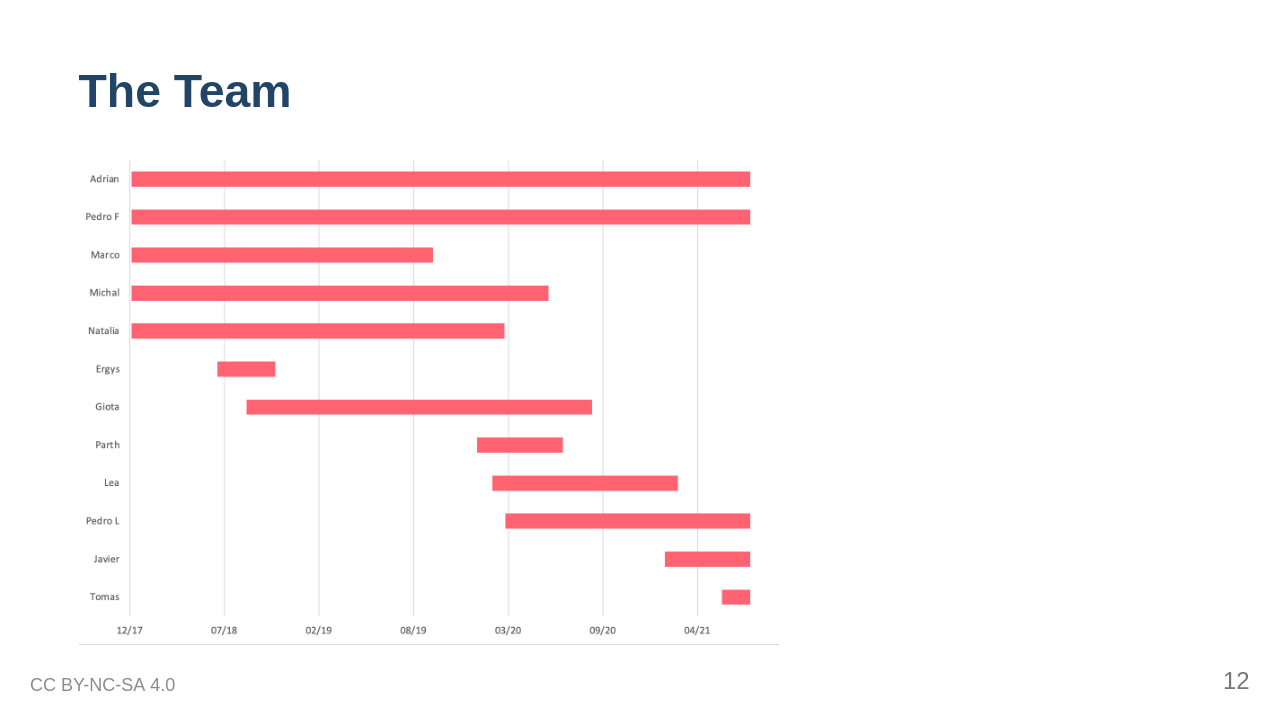 The Team
Adrian
Pedro F
Marco
Michal
Natalia
Ergys
Giota
Parth
Lea
Pedro L
Javier
Tomas
12/17 07/18 02/19 08/19 03/20 09/20 04/21
CC BY-NC-SA 4.0
12